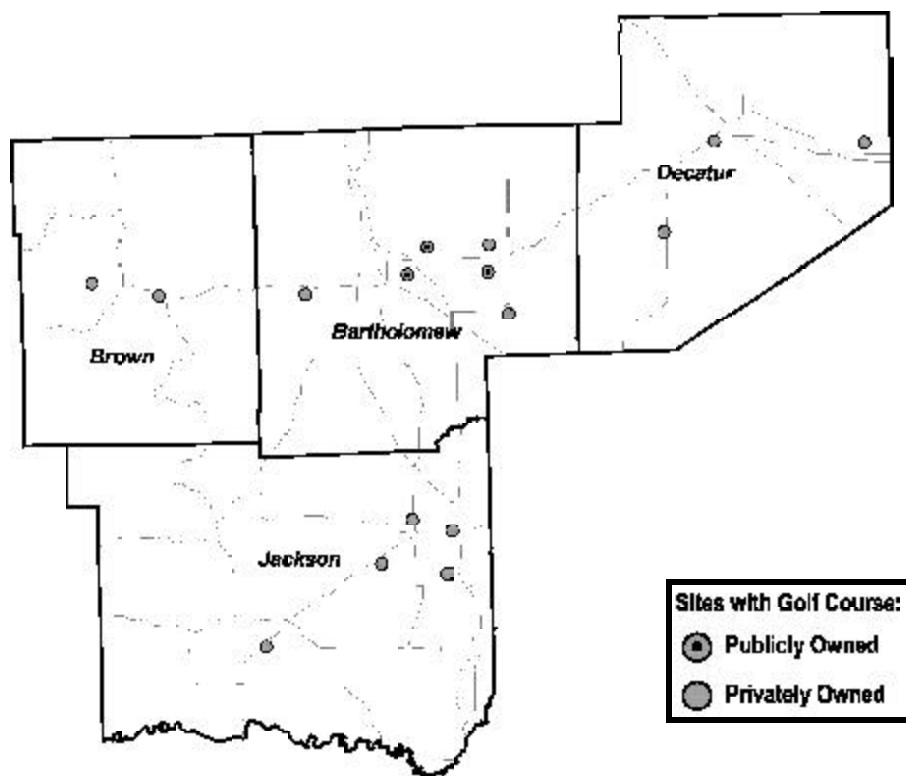 Decatur
Bartholomew
Brown
Jackson
Sites with Golf Course:
Publicly Owned
Privately Owned